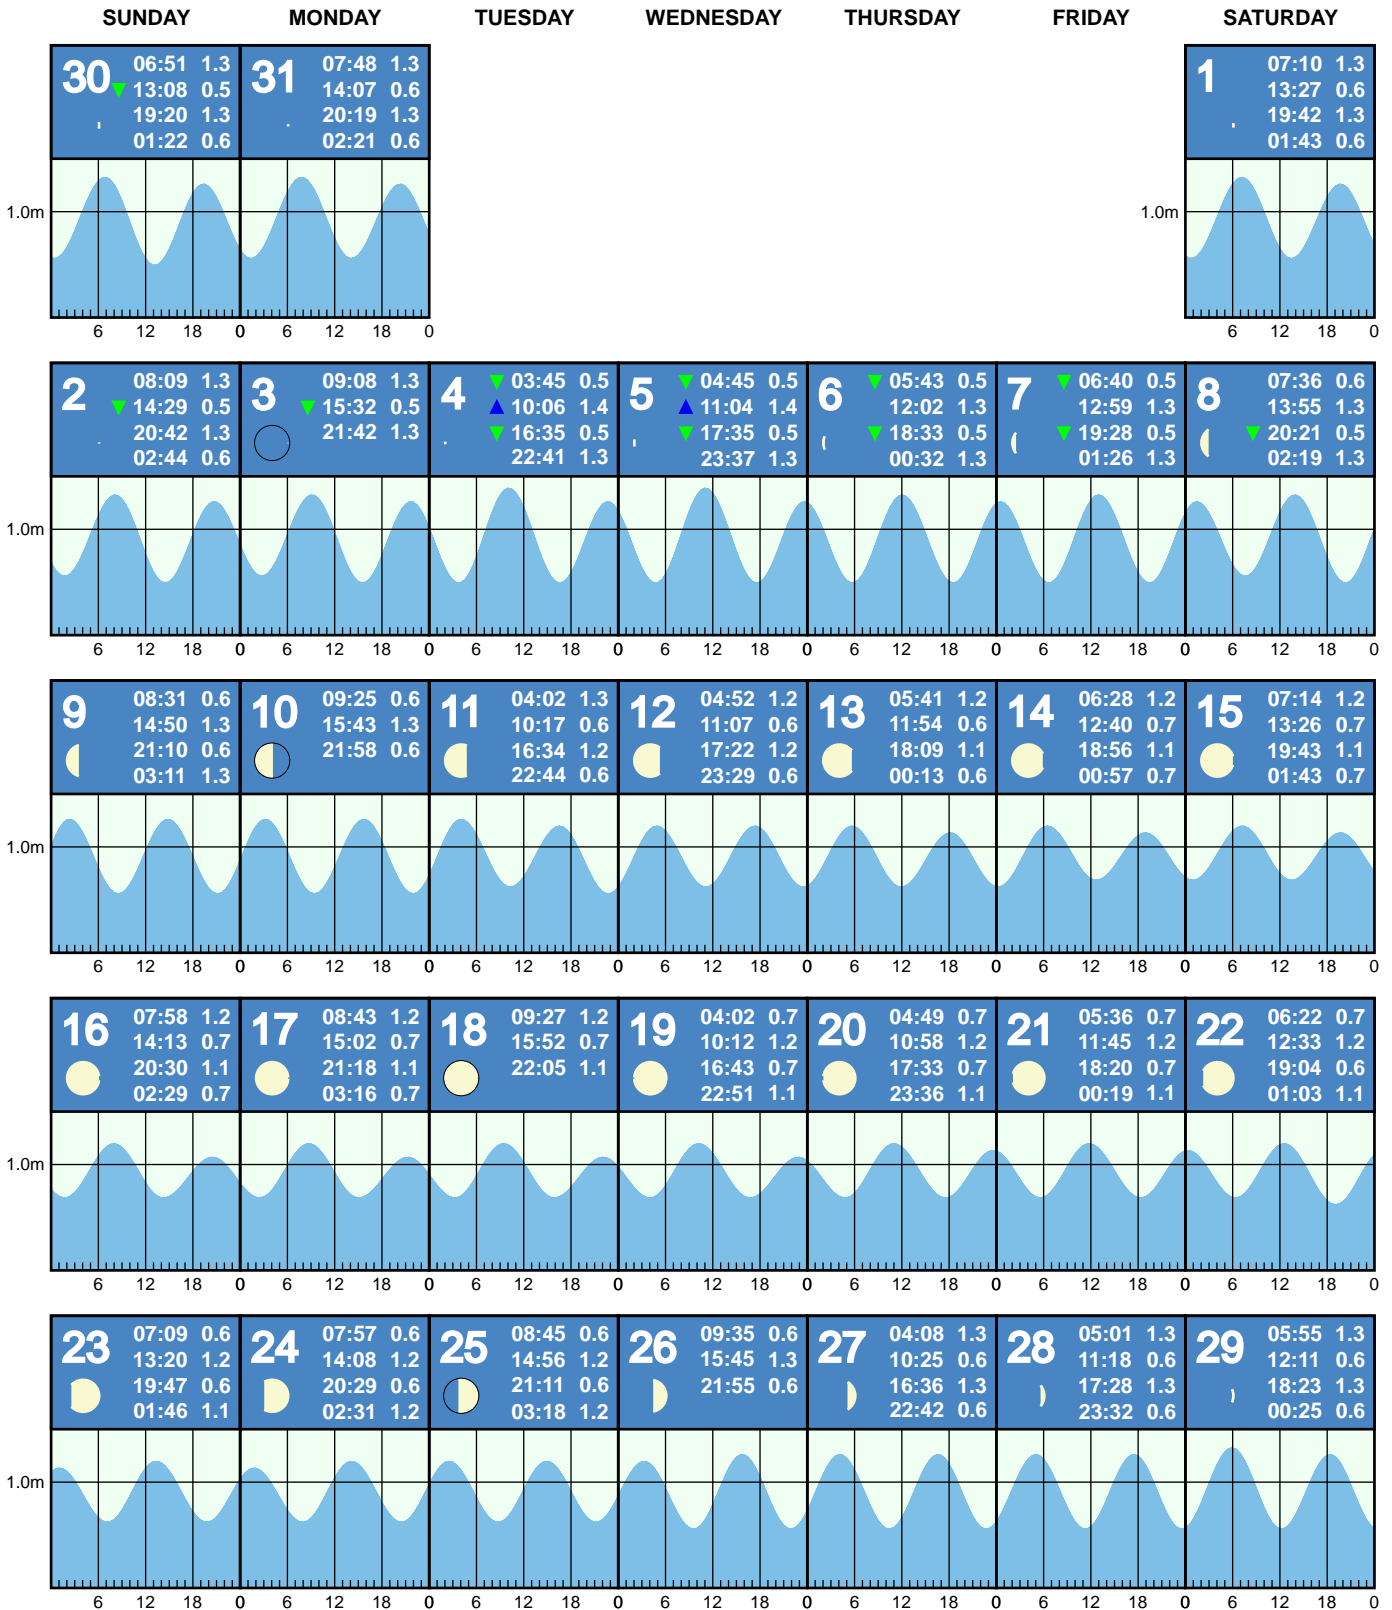 SUNDAY MONDAY TUESDAY WEDNESDAY THURSDAY FRIDAY SATURDAY
30 06:51 1.3
13:08 0.5
19:20 1.3
01:22 0.6
31 07:48 1.3
14:07 0.6
20:19 1.3
02:21 0.6
1 07:10 1.3
13:27 0.6
19:42 1.3
01:43 0.6
1.0m 1.0m
6 12 18 0 6 12 18 0 6 12 18 0
2 08:09 1.3
14:29 0.5
20:42 1.3
02:44 0.6
3 09:08 1.3
15:32 0.5
21:42 1.3
4 03:45 0.5
10:06 1.4
16:35 0.5
22:41 1.3
5 04:45 0.5
11:04 1.4
17:35 0.5
23:37 1.3
6 05:43 0.5
12:02 1.3
18:33 0.5
00:32 1.3
7 06:40 0.5
12:59 1.3
19:28 0.5
01:26 1.3
8 07:36 0.6
13:55 1.3
20:21 0.5
02:19 1.3
1.0m
6 12 18 0 6 12 18 0 6 12 18 0 6 12 18 0 6 12 18 0 6 12 18 0 6 12 18 0
9 08:31 0.6
14:50 1.3
21:10 0.6
03:11 1.3
10 09:25 0.6
15:43 1.3
21:58 0.6
11 04:02 1.3
10:17 0.6
16:34 1.2
22:44 0.6
12 04:52 1.2
11:07 0.6
17:22 1.2
23:29 0.6
13 05:41 1.2
11:54 0.6
18:09 1.1
00:13 0.6
14 06:28 1.2
12:40 0.7
18:56 1.1
00:57 0.7
15 07:14 1.2
13:26 0.7
19:43 1.1
01:43 0.7
1.0m
6 12 18 0 6 12 18 0 6 12 18 0 6 12 18 0 6 12 18 0 6 12 18 0 6 12 18 0
16 07:58 1.2
14:13 0.7
20:30 1.1
02:29 0.7
17 08:43 1.2
15:02 0.7
21:18 1.1
03:16 0.7
18 09:27 1.2
15:52 0.7
22:05 1.1
19 04:02 0.7
10:12 1.2
16:43 0.7
22:51 1.1
20 04:49 0.7
10:58 1.2
17:33 0.7
23:36 1.1
21 05:36 0.7
11:45 1.2
18:20 0.7
00:19 1.1
22 06:22 0.7
12:33 1.2
19:04 0.6
01:03 1.1
1.0m
6 12 18 0 6 12 18 0 6 12 18 0 6 12 18 0 6 12 18 0 6 12 18 0 6 12 18 0
23 07:09 0.6
13:20 1.2
19:47 0.6
01:46 1.1
24 07:57 0.6
14:08 1.2
20:29 0.6
02:31 1.2
25 08:45 0.6
14:56 1.2
21:11 0.6
03:18 1.2
26 09:35 0.6
15:45 1.3
21:55 0.6
27 04:08 1.3
10:25 0.6
16:36 1.3
22:42 0.6
28 05:01 1.3
11:18 0.6
17:28 1.3
23:32 0.6
29 05:55 1.3
12:11 0.6
18:23 1.3
00:25 0.6
1.0m
6 12 18 0 6 12 18 0 6 12 18 0 6 12 18 0 6 12 18 0 6 12 18 0 6 12 18 0